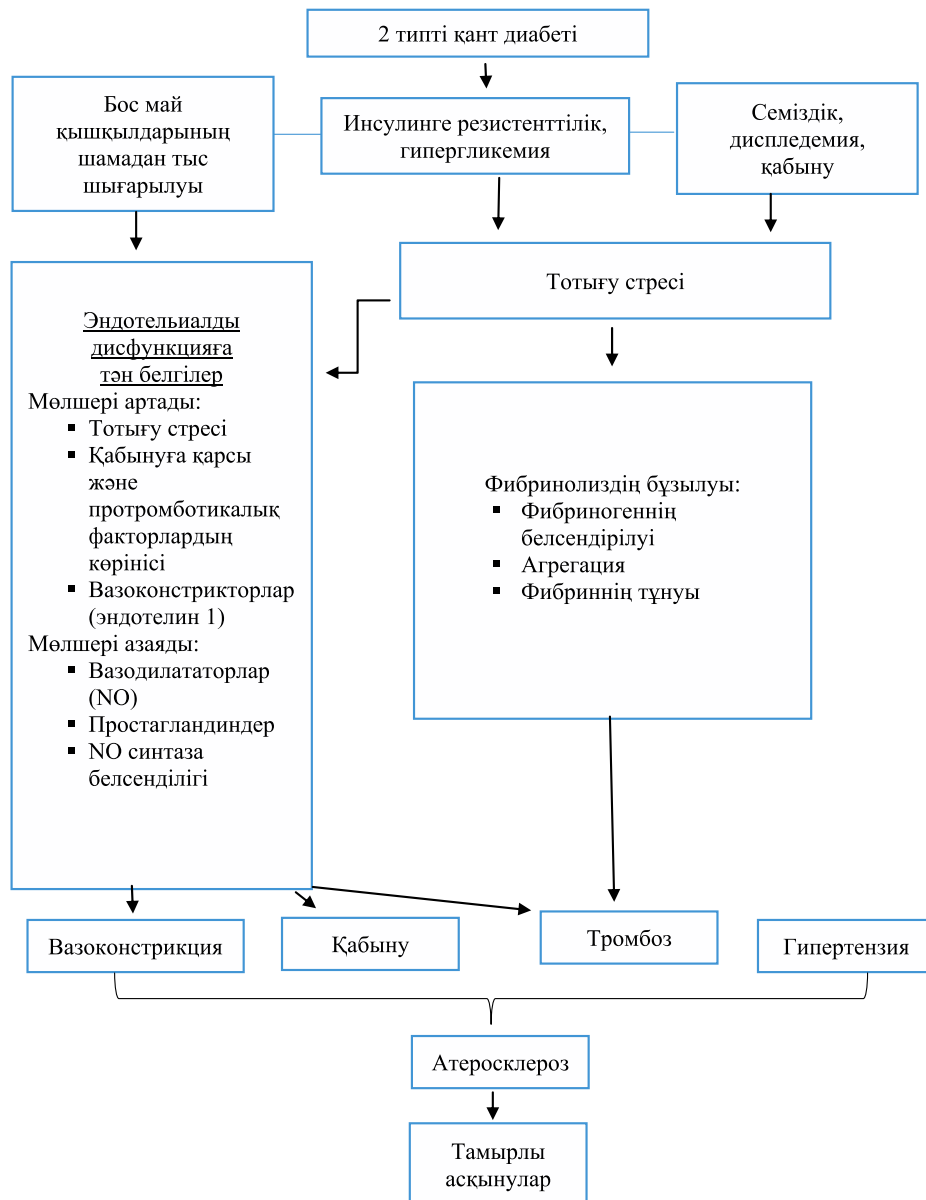 2 типті қант диабеті
Бос май
қышқылдарының
шамадан тыс
шығарылуы
Инсулинге резистенттілік,
гипергликемия
Семіздік,
диспледемия,
қабыну
Тотығу стресі
Эндотельиалды
дисфункцияға
тән белгілер
Мөлшері артады:
▪ Тотығу стресі
▪ Қабынуға қарсы
және
протромботикалық
факторлардың
көрінісі
▪ Вазоконстрикторлар
(эндотелин 1)
Мөлшері азаяды:
▪ Вазодилататорлар
(NO)
▪ Простагландиндер
▪ NO синтаза
белсенділігі
Фибринолиздің бұзылуы:
▪ Фибриногеннің
белсендірілуі
▪ Агрегация
▪ Фибриннің тұнуы
Вазоконстрикция
Қабыну
Тромбоз
Гипертензия
Атеросклероз
Тамырлы
асқынулар